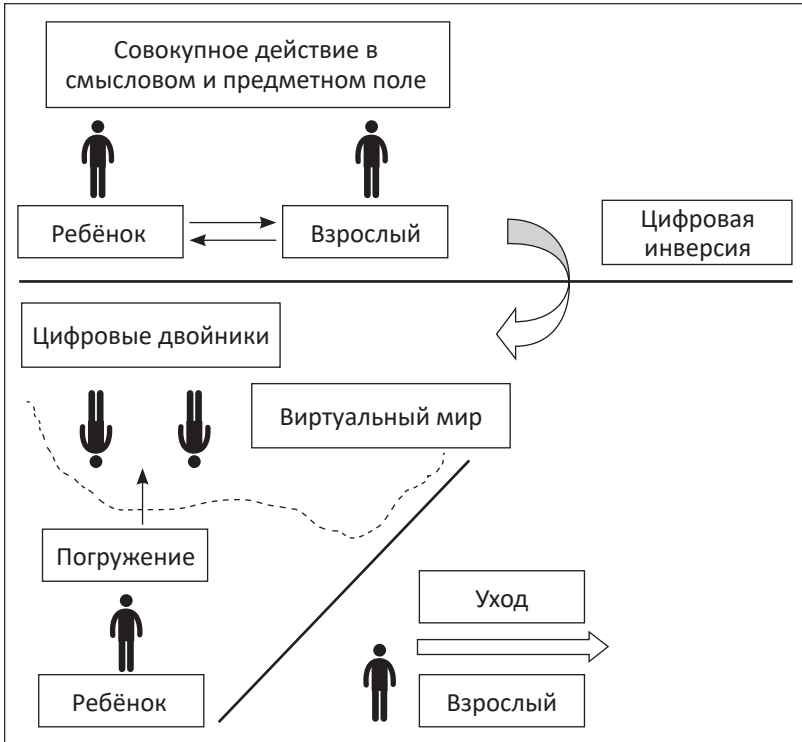 Совокупное действие в
смысловом и предметном поле
Ребёнок
Взрослый
Цифровая
инверсия
Цифровые двойники
Виртуальный мир
Погружение
Уход
Ребёнок
Взрослый